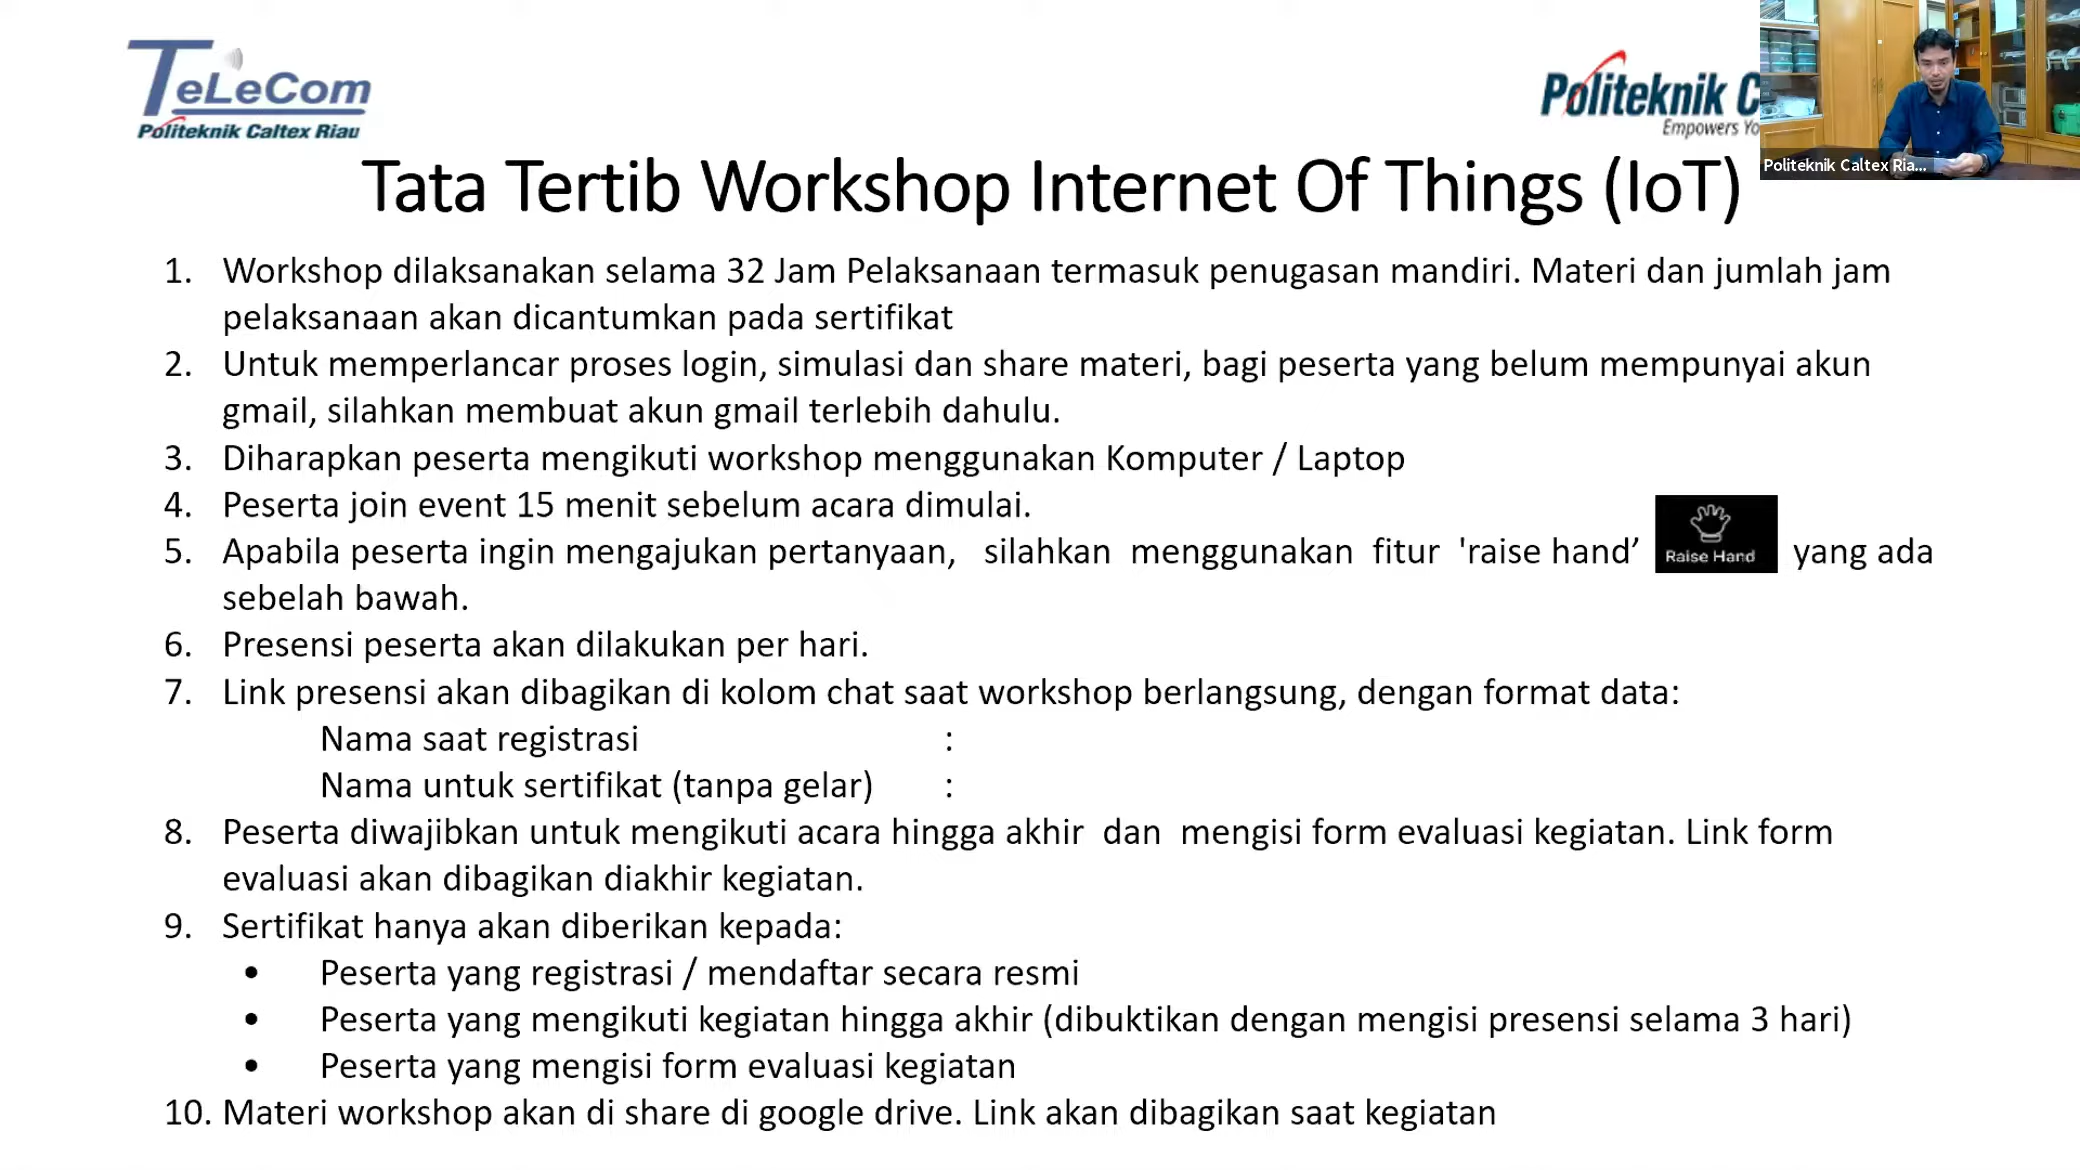 TeLeCom
Politeknik Caltex Riau
Politeknik C
Empowers Yo
Politeknik Caltex Ria...
Tata Tertib Workshop Internet Of Things (IoT)
1. Workshop dilaksanakan selama 32 Jam Pelaksanaan termasuk penugasan mandiri. Materi dan jumlah jam
pelaksanaan akan dicantumkan pada sertifikat
2. Untuk memperlancar proses login, simulasi dan share materi, bagi peserta yang belum mempunyai akun
gmail, silahkan membuat akun gmail terlebih dahulu.
3. Diharapkan peserta mengikuti workshop menggunakan Komputer / Laptop
4. Peserta join event 15 menit sebelum acara dimulai.
5. Apabila peserta ingin mengajukan pertanyaan, silahkan menggunakan fitur 'raise hand’ Raise Hand yang ada
sebelah bawah.
6. Presensi peserta akan dilakukan per hari.
7. Link presensi akan dibagikan di kolom chat saat workshop berlangsung, dengan format data:
Nama saat registrasi :
Nama untuk sertifikat (tanpa gelar) :
8. Peserta diwajibkan untuk mengikuti acara hingga akhir dan mengisi form evaluasi kegiatan. Link form
evaluasi akan dibagikan diakhir kegiatan.
9. Sertifikat hanya akan diberikan kepada:
• Peserta yang registrasi / mendaftar secara resmi
• Peserta yang mengikuti kegiatan hingga akhir (dibuktikan dengan mengisi presensi selama 3 hari)
• Peserta yang mengisi form evaluasi kegiatan
10. Materi workshop akan di share di google drive. Link akan dibagikan saat kegiatan